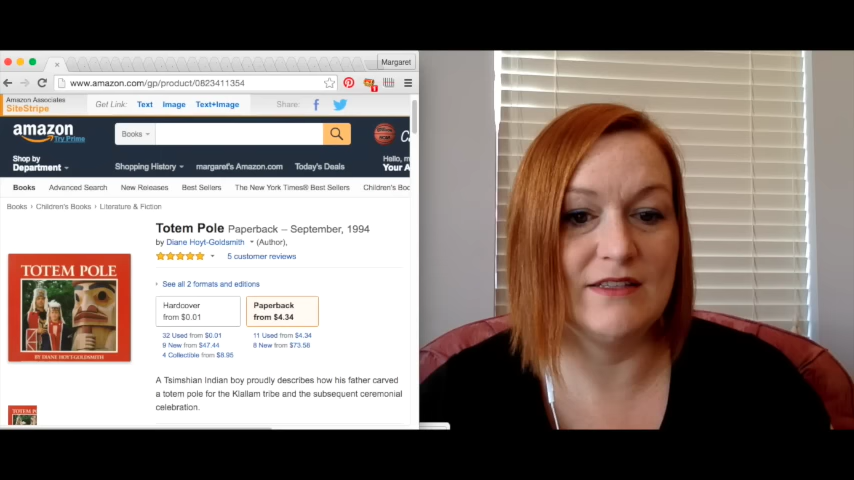 Margaret
www.amazon.com/gp/product/0823411354
1
Amazon Associates
SiteStripe
Get Link: Text Image Text+Image Share:
amazon
Try Prime
Books
Shop by
Department
Shopping History margaret's Amazon.com Today's Deals
Hello, m
Your A
Books Advanced Search New Releases Best Sellers The New York Times® Best Sellers Children's Boo
Books › Children's Books › Literature & Fiction
Totem Pole Paperback – September, 1994
by Diane Hoyt-Goldsmith (Author),
5 customer reviews
See all 2 formats and editions
Hardcover
from $0.01
Paperback
from $4.34
32 Used from $0.01
9 New from $47.44
4 Collectible from $8.95
11 Used from $4.34
8 New from $73.58
TOTEM POLE
BY DIANE HOYT-GOLDSMITH
A Tsimshian Indian boy proudly describes how his father carved
a totem pole for the Klallam tribe and the subsequent ceremonial
celebration.
TOTEM P